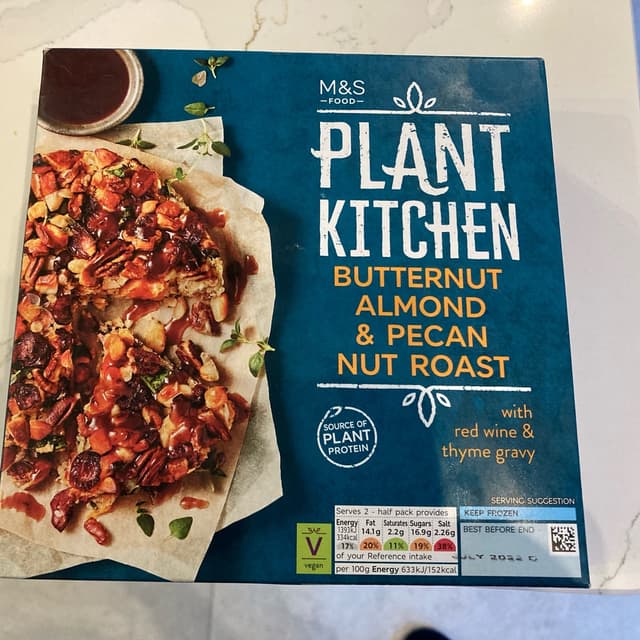 M&S
FOOD
PLANT
KITCHEN
BUTTERNUT
ALMOND
& PECAN
NUT ROAST
with
red wine &
thyme gravy
SOURCE OF
PLANT
PROTEIN
SERVING SUGGESTION
KEEP FROZEN
BEST BEFORE END
Serves 2 - half pack provides
Energy Fat Saturates Sugars Salt
1393kJ 14.1g 2.2g 16.9g 2.26g
334kcal
17% 20% 11% 19% 38%
of your Reference intake
per 100g Energy 633kJ/152kcal
V
vegan